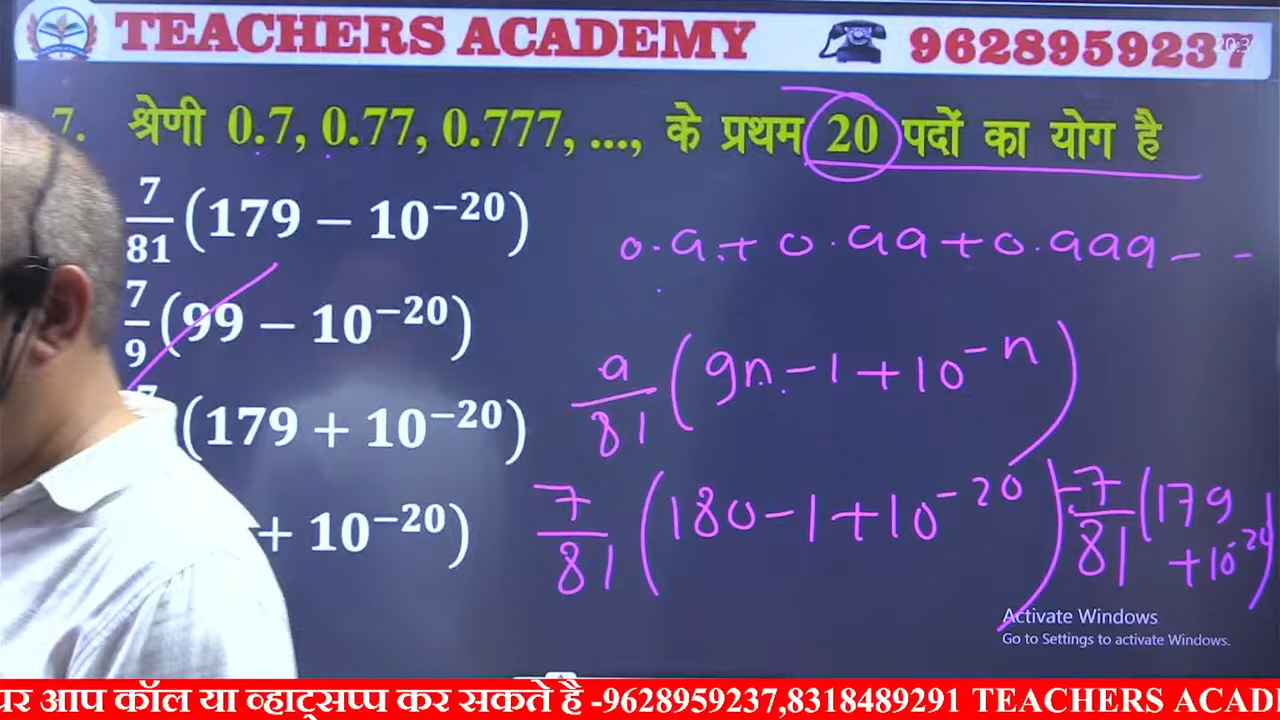 TEACHERS ACADEMY 9628959237
7. श्रेणी 0.7, 0.77, 0.777, ..., के प्रथम 20 पदों का योग है
7/81 (179 − 10⁻²⁰)
7/9 (99 − 10⁻²⁰)
(179 + 10⁻²⁰)
+ 10⁻²⁰)
0.a + 0.aa + 0.aaa - -
a/81 (9n - 1 + 10⁻ⁿ)
7/81 (180 - 1 + 10⁻²⁰) = 7/81 (179 + 10⁻²⁰)
Activate Windows
Go to Settings to activate Windows.
पर आप कॉल या व्हाट्सप्प कर सकते है -9628959237,8318489291 TEACHERS ACAD